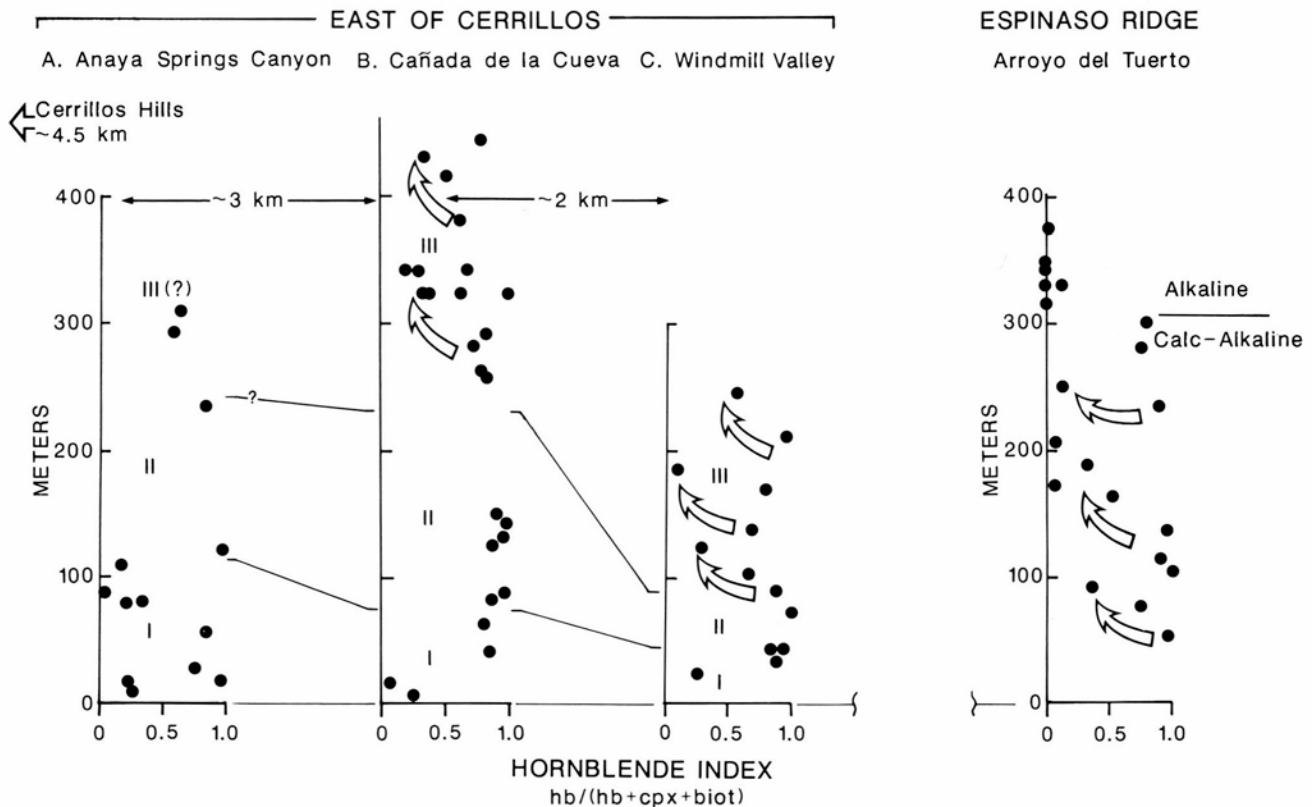 EAST OF CERRILLOS
ESPINASO RIDGE
A. Anaya Springs Canyon
B. Cañada de la Cueva
C. Windmill Valley
Arroyo del Tuerto
Cerrillos Hills
~4.5 km
400
~3 km
~2 km
400
III
III(?)
300
Alkaline
300
Calc-Alkaline
?
METERS
200
II
II
III
METERS
200
100
100
I
I
II
I
0
0
0 0.5 1.0
0 0.5 1.0
0 0.5 1.0
0 0.5 1.0
HORNBLENDE INDEX
hb/(hb+cpx+biot)